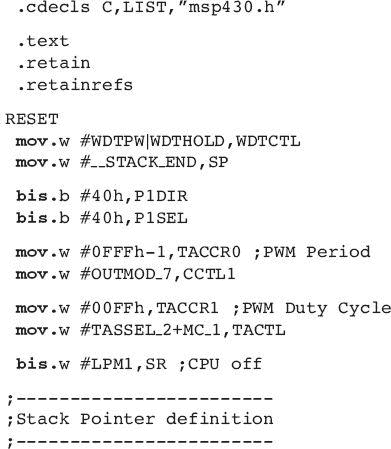 .cdecls C,LIST,”msp430.h”
.text
.retain
.retainrefs
RESET
mov.w #WDTPW|WDTHOLD,WDTCTL
mov.w #__STACK_END,SP
bis.b #40h,P1DIR
bis.b #40h,P1SEL
mov.w #0FFFh-1,TACCR0 ;PWM Period
mov.w #OUTMOD_7,CCTL1
mov.w #00FFh,TACCR1 ;PWM Duty Cycle
mov.w #TASSEL_2+MC_1,TACTL
bis.w #LPM1,SR ;CPU off
;------------------------
;Stack Pointer definition
;------------------------